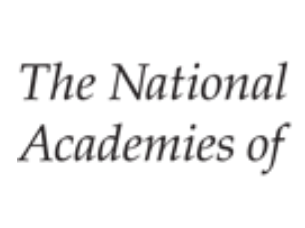 The National
Academies of